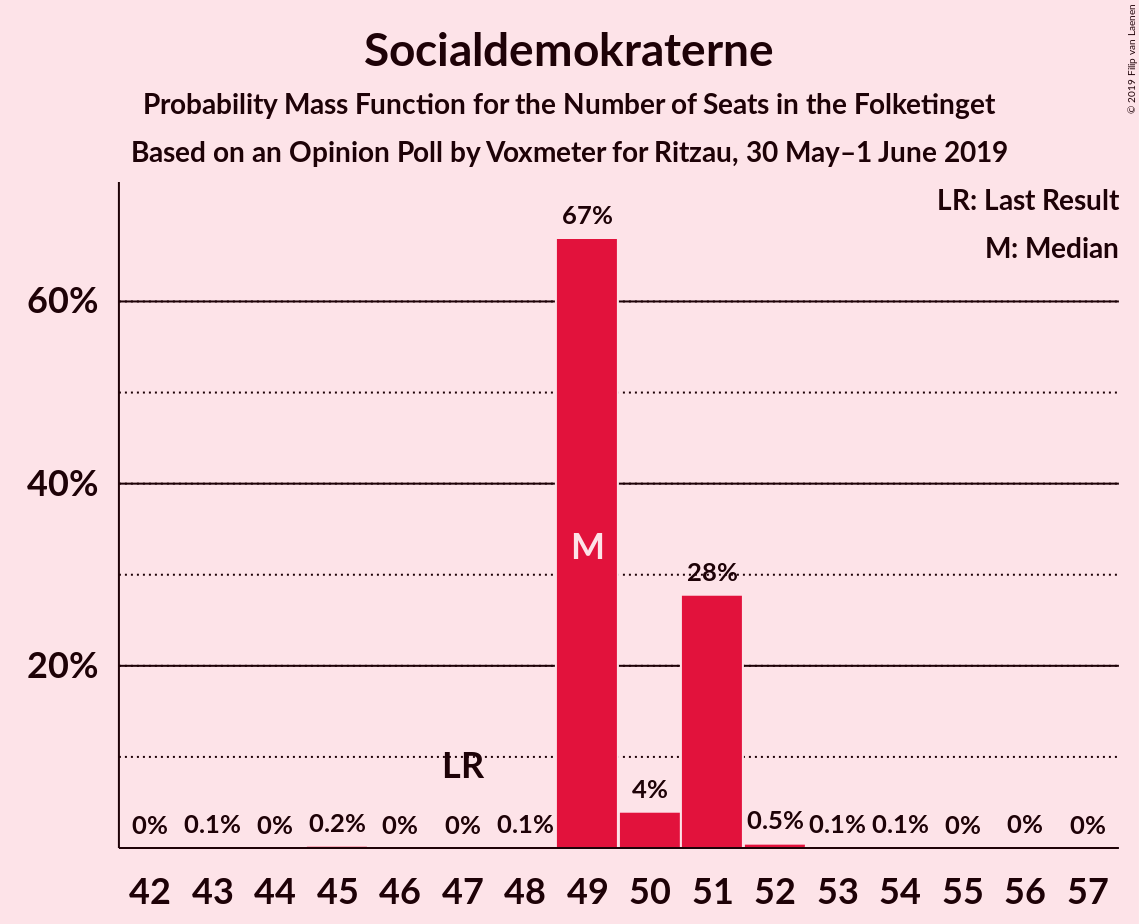 Socialdemokraterne
Probability Mass Function for the Number of Seats in the Folketinget
Based on an Opinion Poll by Voxmeter for Ritzau, 30 May–1 June 2019
© 2019 Filip van Laenen
LR: Last Result
M: Median
67%
60%
40%
M
28%
20%
LR
4%
0% 0.1% 0% 0.2% 0% 0% 0.1% 0.5% 0.1% 0.1% 0% 0% 0%
42 43 44 45 46 47 48 49 50 51 52 53 54 55 56 57